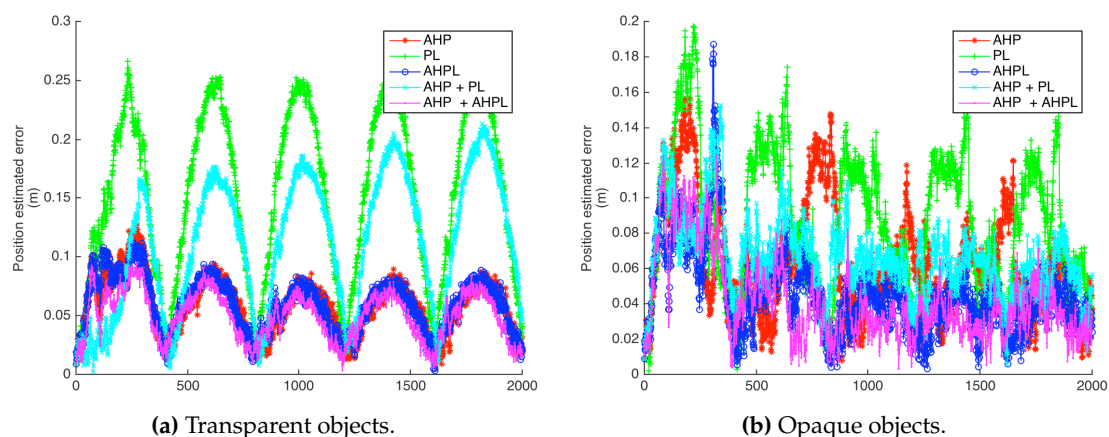 0.3
0.25
0.2
0.15
0.1
0.05
0
Position estimated error
(m)
0
500
1000
1500
2000
AHP
PL
AHPL
AHP + PL
AHP + AHPL
(a) Transparent objects.
0.2
0.18
0.16
0.14
0.12
0.1
0.08
0.06
0.04
0.02
0
Position estimated error
(m)
0
500
1000
1500
2000
AHP
PL
AHPL
AHP + PL
AHP + AHPL
(b) Opaque objects.